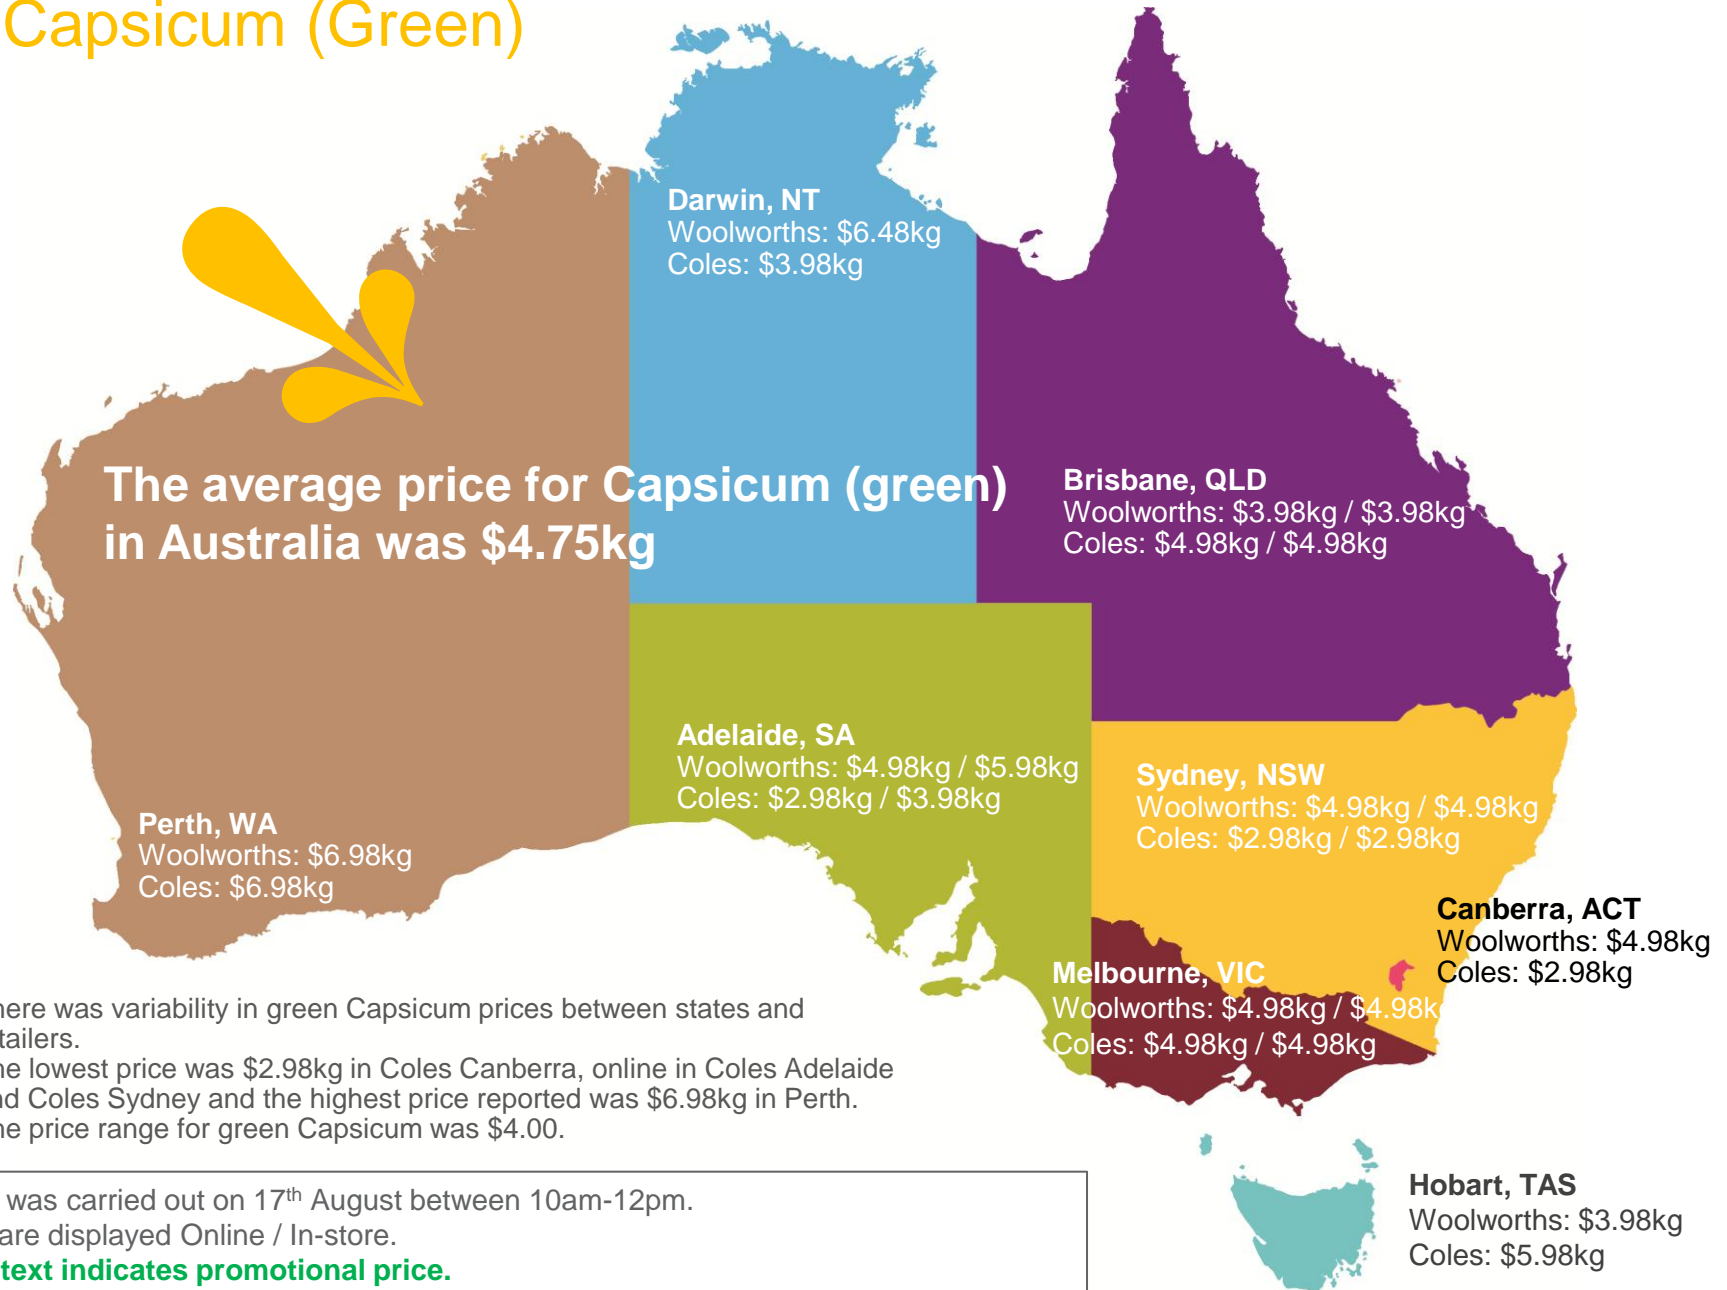 Capsicum (Green)
Darwin, NT
Woolworths: $6.48kg
Coles: $3.98kg
The average price for Capsicum (green)
in Australia was $4.75kg
Brisbane, QLD
Woolworths: $3.98kg / $3.98kg
Coles: $4.98kg / $4.98kg
Adelaide, SA
Woolworths: $4.98kg / $5.98kg
Coles: $2.98kg / $3.98kg
Sydney, NSW
Woolworths: $4.98kg / $4.98kg
Coles: $2.98kg / $2.98kg
Perth, WA
Woolworths: $6.98kg
Coles: $6.98kg
Canberra, ACT
Woolworths: $4.98kg
Coles: $2.98kg
Melbourne, VIC
Woolworths: $4.98kg / $4.98k
Coles: $4.98kg / $4.98kg
here was variability in green Capsicum prices between states and
tailers.
he lowest price was $2.98kg in Coles Canberra, online in Coles Adelaide
nd Coles Sydney and the highest price reported was $6.98kg in Perth.
he price range for green Capsicum was $4.00.
was carried out on 17th August between 10am-12pm.
are displayed Online / In-store.
text indicates promotional price.
Hobart, TAS
Woolworths: $3.98kg
Coles: $5.98kg